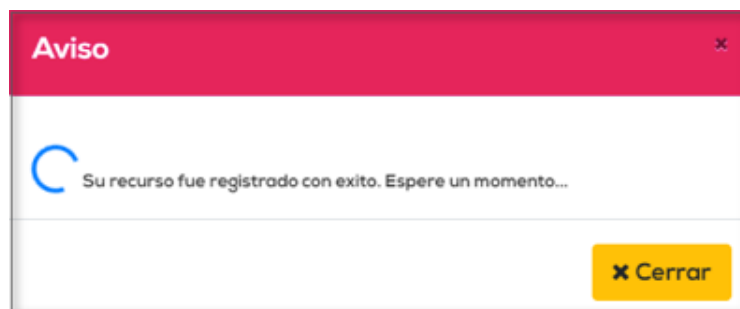 Aviso
×
Su recurso fue registrado con exito. Espere un momento...
× Cerrar